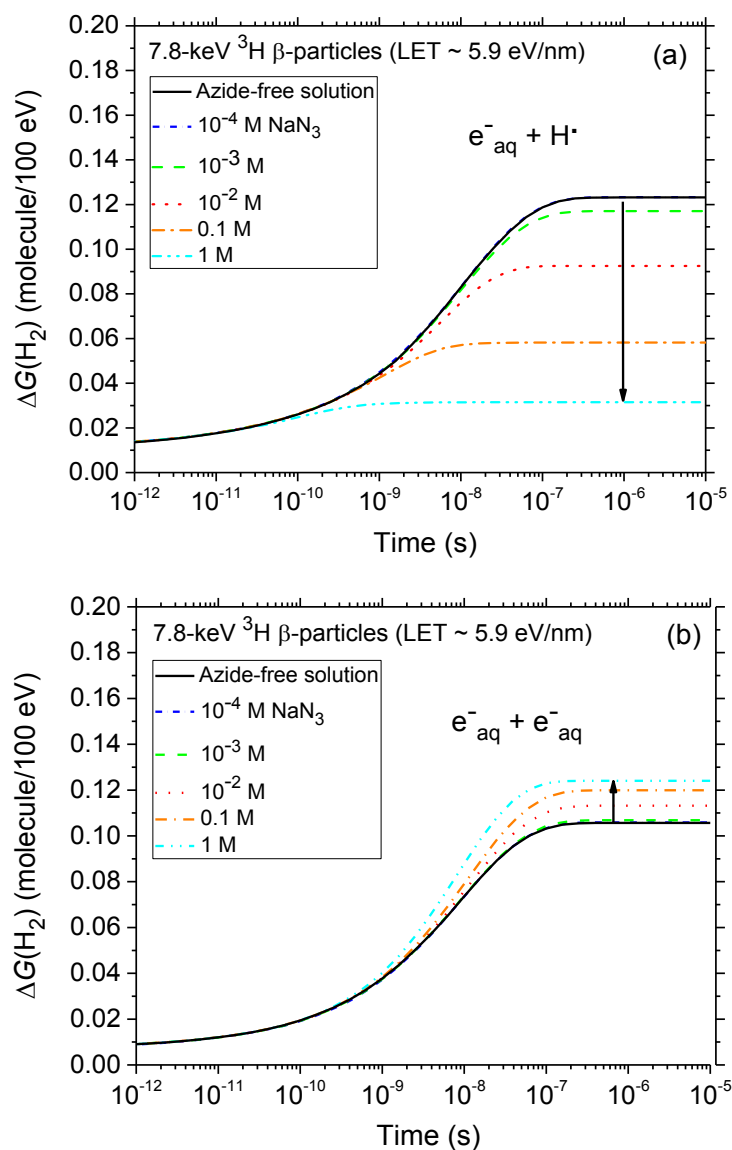 7.8-keV ³H β-particles (LET ~ 5.9 eV/nm) (a)
Azide-free solution
10⁻⁴ M NaN₃
10⁻³ M
10⁻² M
0.1 M
1 M
e⁻aq + H•
ΔG(H₂) (molecule/100 eV)
0.20
0.18
0.16
0.14
0.12
0.10
0.08
0.06
0.04
0.02
0.00
10⁻¹² 10⁻¹¹ 10⁻¹⁰ 10⁻⁹ 10⁻⁸ 10⁻⁷ 10⁻⁶ 10⁻⁵
Time (s)
7.8-keV ³H β-particles (LET ~ 5.9 eV/nm) (b)
Azide-free solution
10⁻⁴ M NaN₃
10⁻³ M
10⁻² M
0.1 M
1 M
e⁻aq + e⁻aq
ΔG(H₂) (molecule/100 eV)
0.20
0.18
0.16
0.14
0.12
0.10
0.08
0.06
0.04
0.02
0.00
10⁻¹² 10⁻¹¹ 10⁻¹⁰ 10⁻⁹ 10⁻⁸ 10⁻⁷ 10⁻⁶ 10⁻⁵
Time (s)